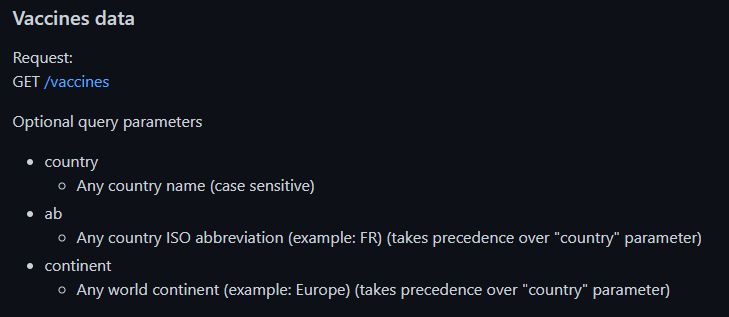 Vaccines data
Request:
GET /vaccines
Optional query parameters
• country
◦ Any country name (case sensitive)
• ab
◦ Any country ISO abbreviation (example: FR) (takes precedence over "country" parameter)
• continent
◦ Any world continent (example: Europe) (takes precedence over "country" parameter)